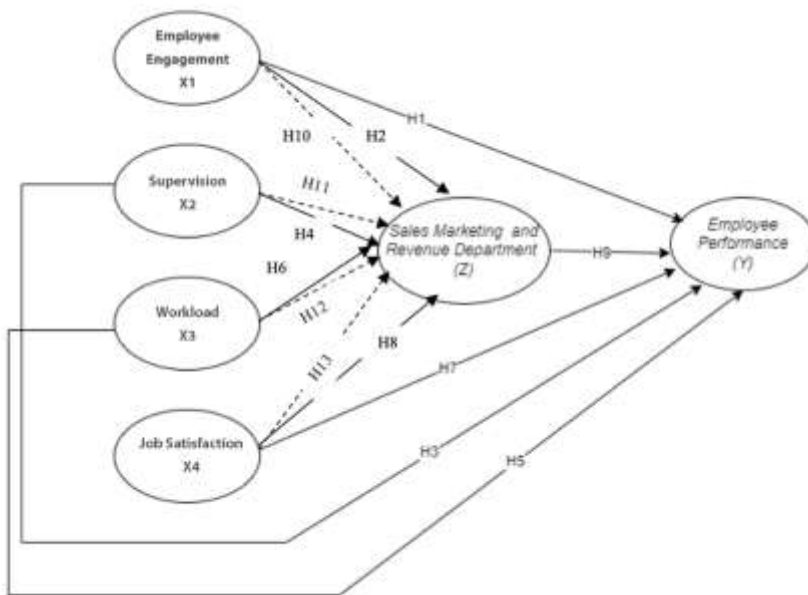 Employee
Engagement
X1
H1
H2
H10
Supervision
X2
H11
H4
Sales Marketing and
Revenue Department
(Z)
Employee
Performance
(Y)
H9
H6
Workload
X3
H12
H8
H13
H7
Job Satisfaction
X4
H3
H5